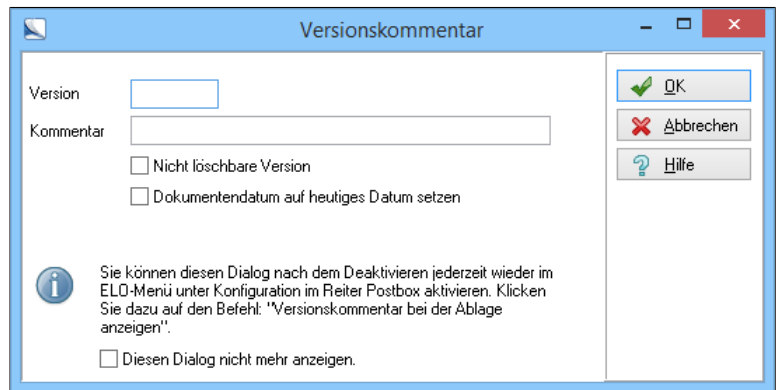 Versionskommentar
Version
Kommentar
Nicht löschbare Version
Dokumentendatum auf heutiges Datum setzen
Sie können diesen Dialog nach dem Deaktivieren jederzeit wieder im
ELO-Menü unter Konfiguration im Reiter Postbox aktivieren. Klicken
Sie dazu auf den Befehl: "Versionskommentar bei der Ablage
anzeigen".
Diesen Dialog nicht mehr anzeigen.
OK
Abbrechen
Hilfe